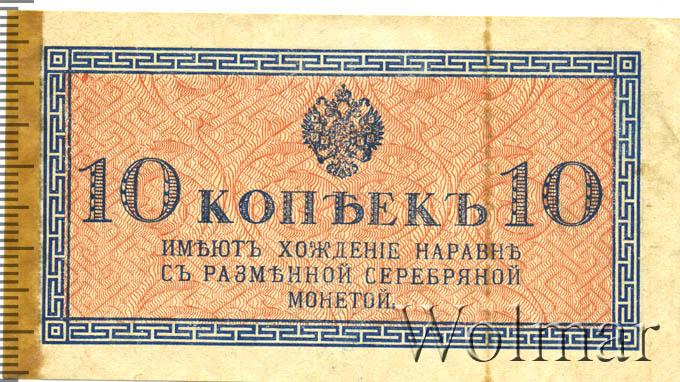 10 КОПѢЕКЪ 10
ИМѢЮТЪ ХОЖДЕНІЕ НАРАВНѢ
СЪ РАЗМѢННОЙ СЕРЕБРЯНОЙ
МОНЕТОЙ.
Wolmar